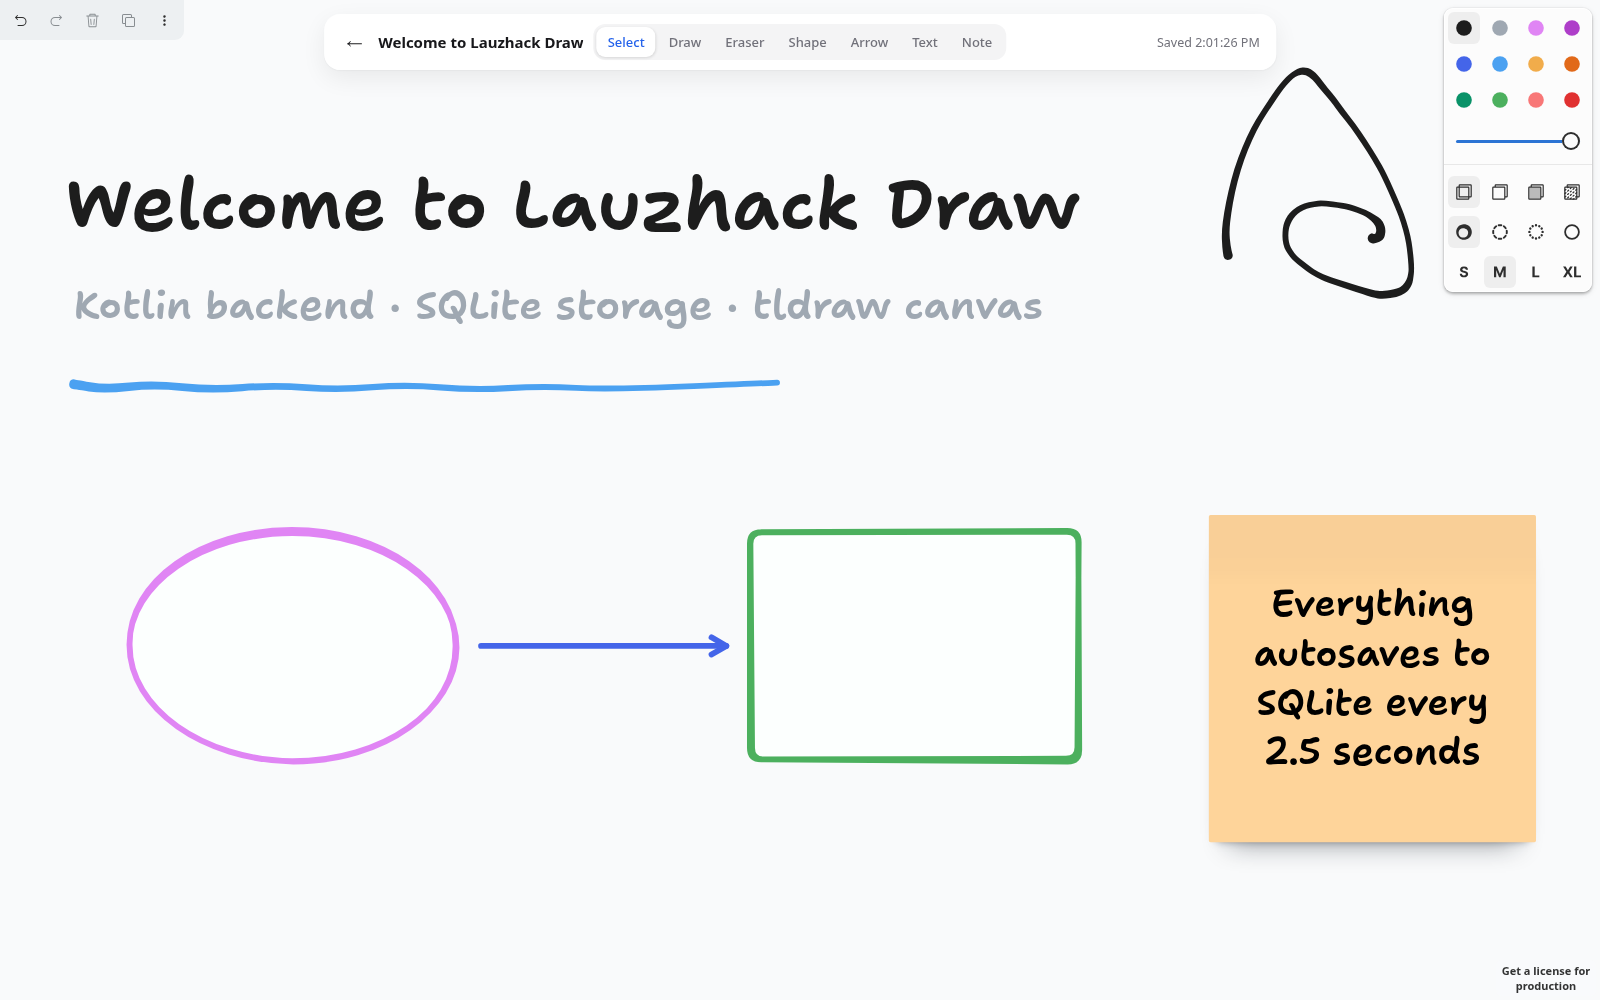 ← Welcome to Lauzhack Draw Select Draw Eraser Shape Arrow Text Note Saved 2:01:26 PM
Welcome to Lauzhack Draw
Kotlin backend · SQLite storage · tldraw canvas
S M L XL
Everything
autosaves to
SQLite every
2.5 seconds
Get a license for
production